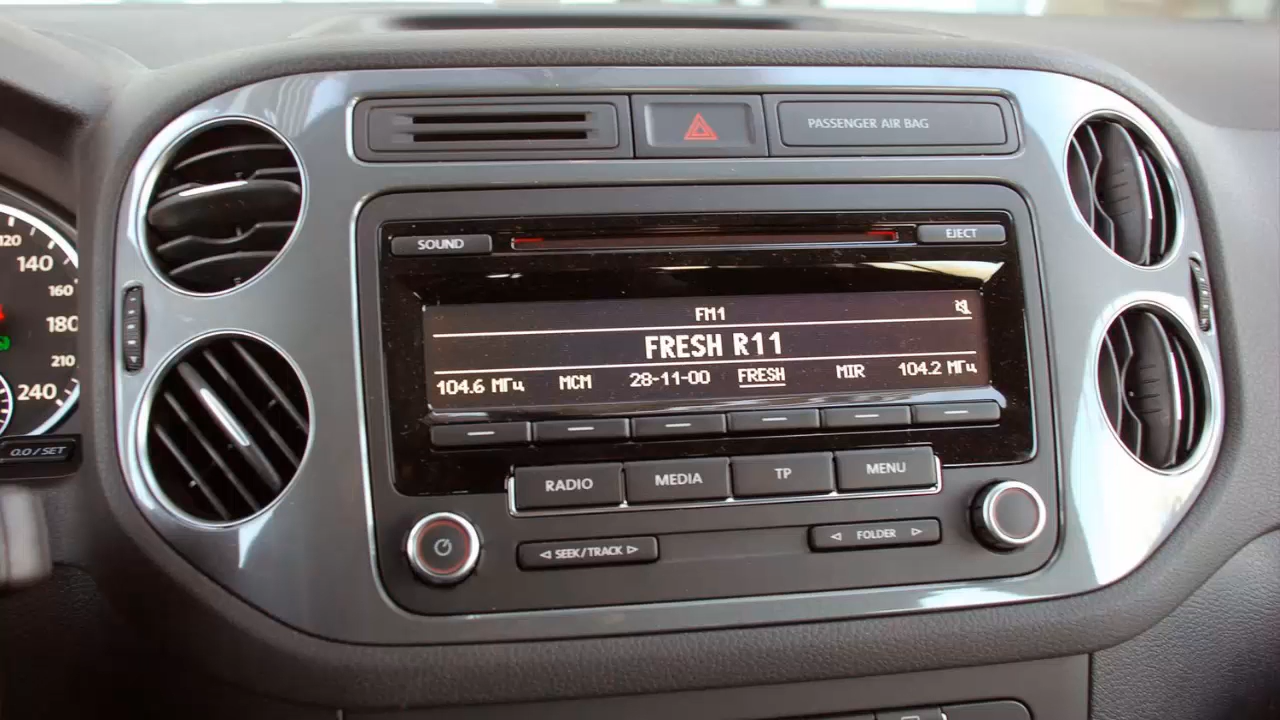 PASSENGER AIR BAG
SOUND
EJECT
FM1
FRESH R11
104.6 МГц МСМ 28-11-00 FRESH MIR 104.2 МГц
RADIO MEDIA TP MENU
SEEK/TRACK
FOLDER
120
140
160
180
210
240
0.0/SET